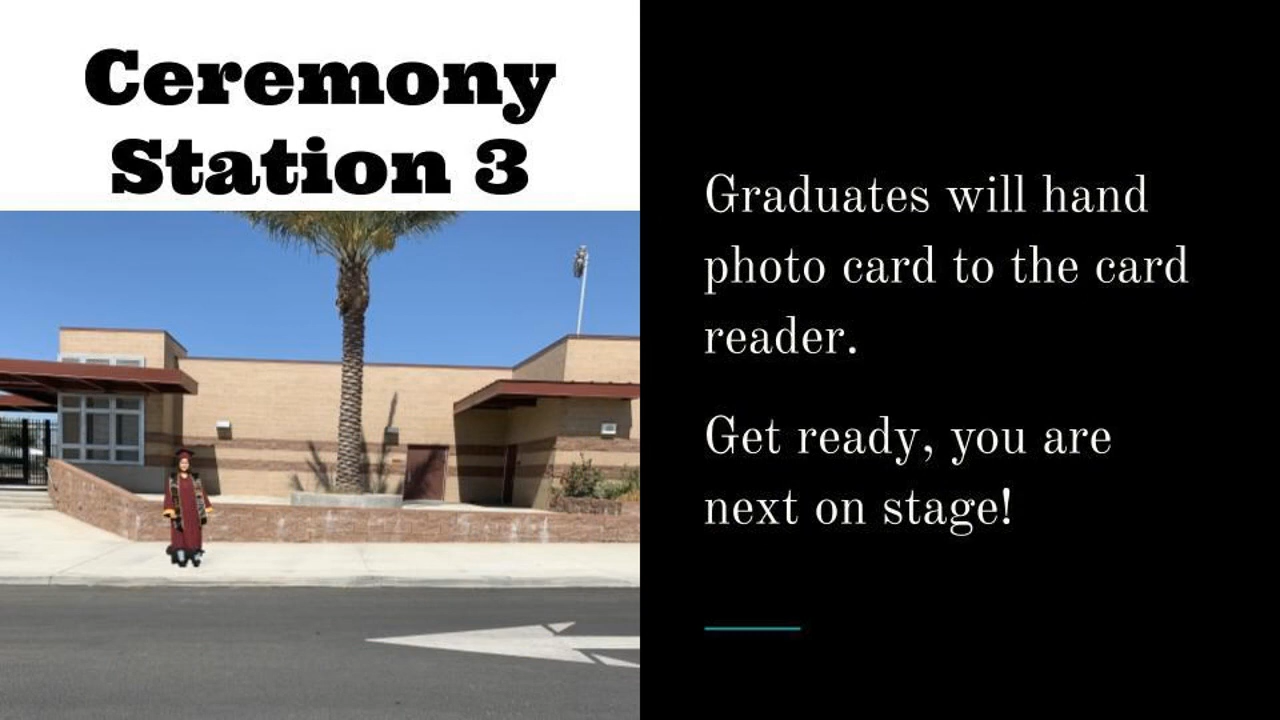 Ceremony
Station 3
Graduates will hand
photo card to the card
reader.
Get ready, you are
next on stage!